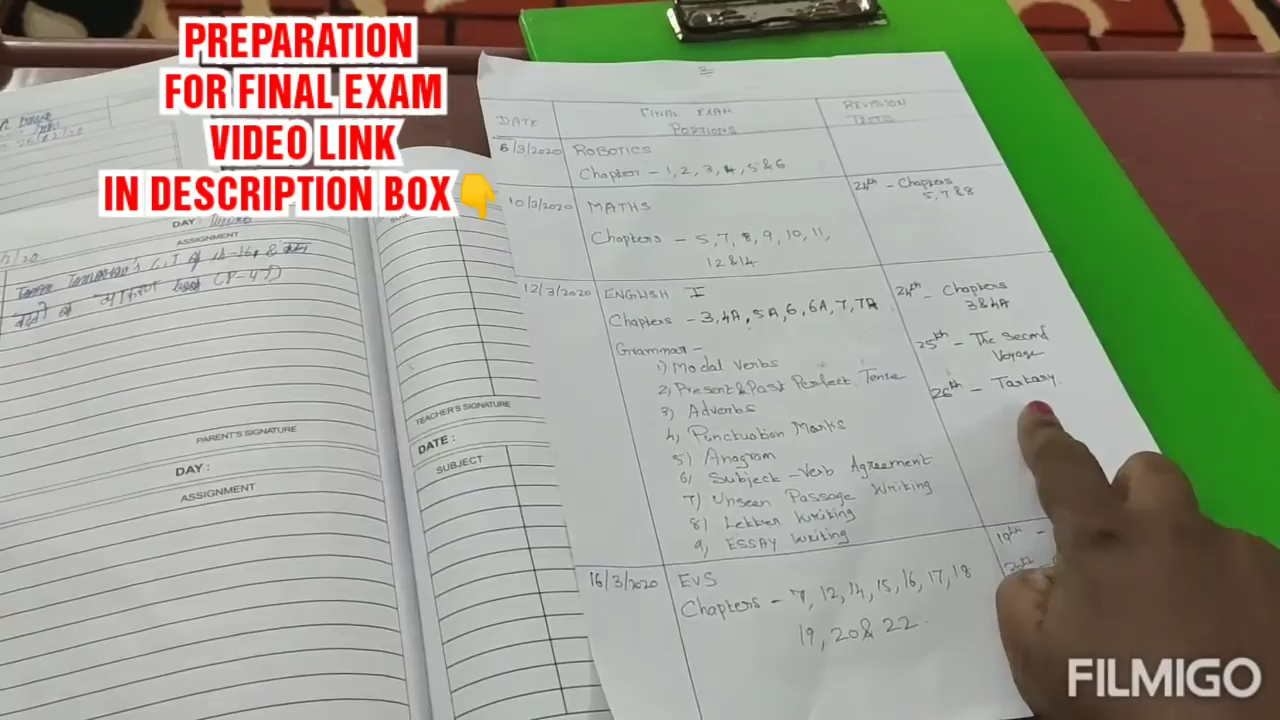 PREPARATION
FOR FINAL EXAM
VIDEO LINK
IN DESCRIPTION BOX👇
DAY:
ASSIGNMENT
(P-47)
PARENT'S SIGNATURE
DAY :
ASSIGNMENT
TEACHER'S SIGNATURE
DATE :
SUBJECT
2
DATE
FINAL EXAM
PORTIONS
REVISION
TESTS
6/3/2020
ROBOTICS
Chapter - 1, 2, 3, 4, 5 & 6
10/3/2020
MATHS
Chapters - 5, 7, 8, 9, 10, 11,
12 & 14
24th - Chapters
5, 7 & 8
12/3/2020
ENGLISH I
Chapters - 3, 4A, 5A, 6, 6A, 7, 7A
Grammar -
1) Modal Verbs
2) Present & Past Perfect Tense
3) Adverbs
4) Punctuation Marks
5) Anagram
6) Subject - Verb Agreement
7) Unseen Passage Writing
8) Letter Writing
9) ESSAY Writing
24th - Chapters
3 & 4A
25th - The Second
Voyage
26th - Tartary
16/3/2020
EVS
Chapters - 7, 12, 14, 15, 16, 17, 18
19, 20 & 22
19th -
FILMIGO